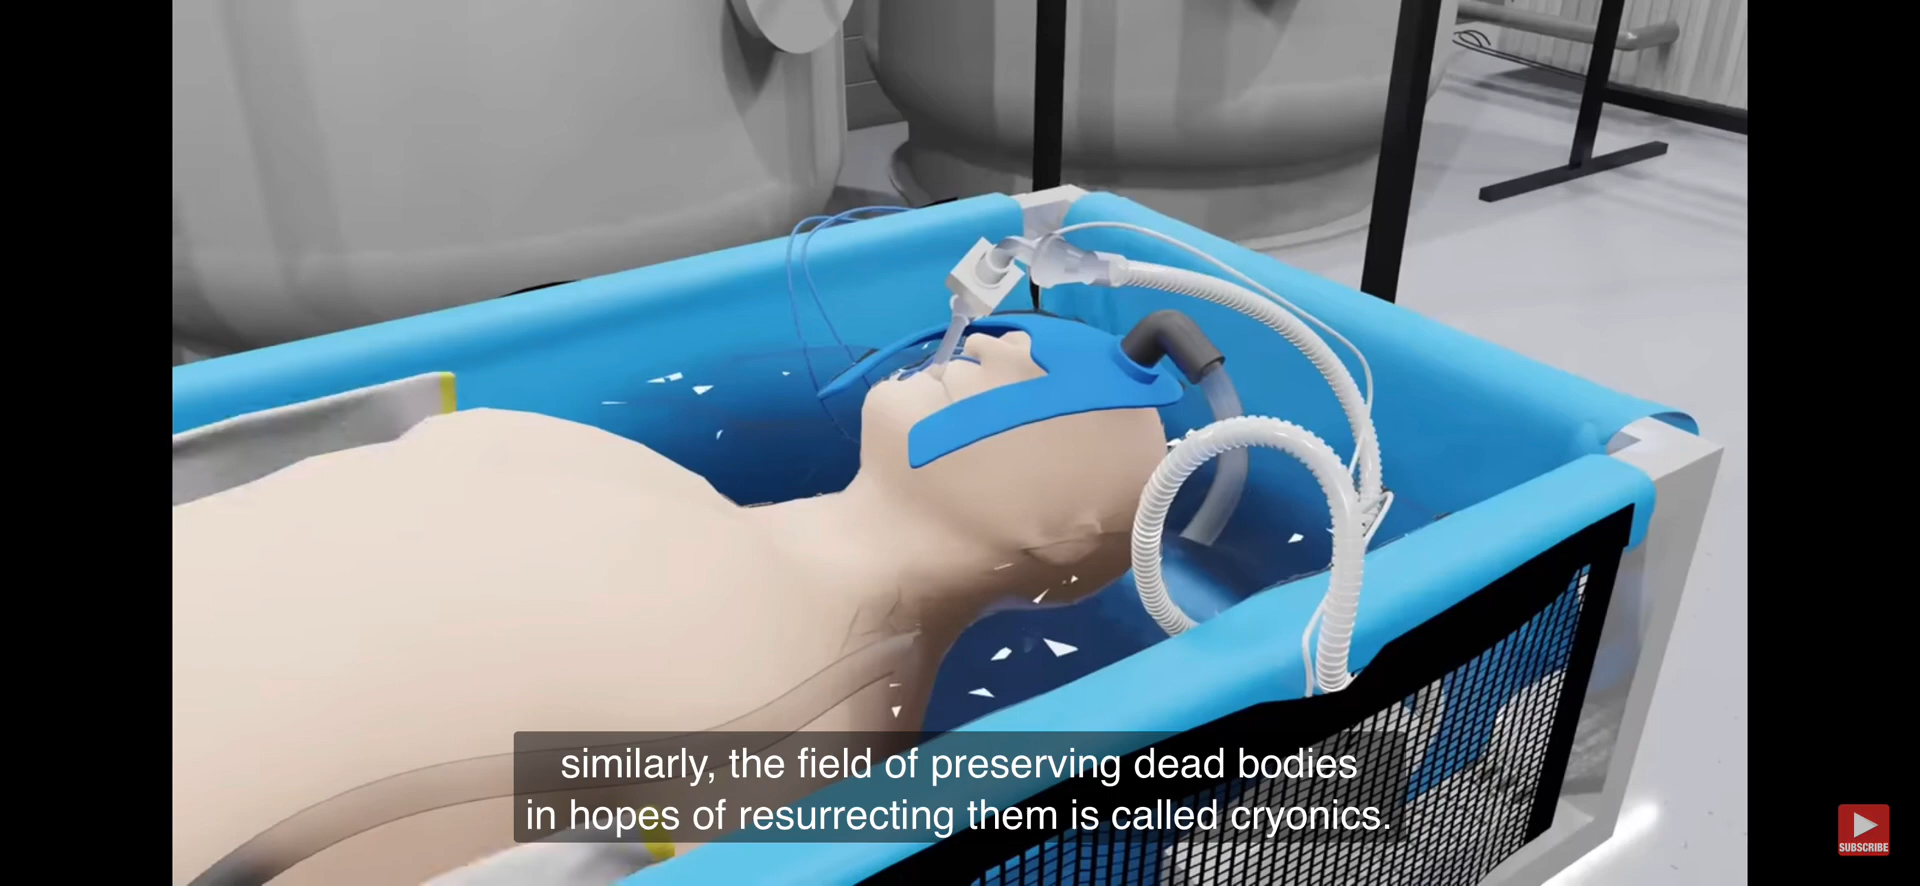 similarly, the field of preserving dead bodies
in hopes of resurrecting them is called cryonics.
SUBSCRIBE